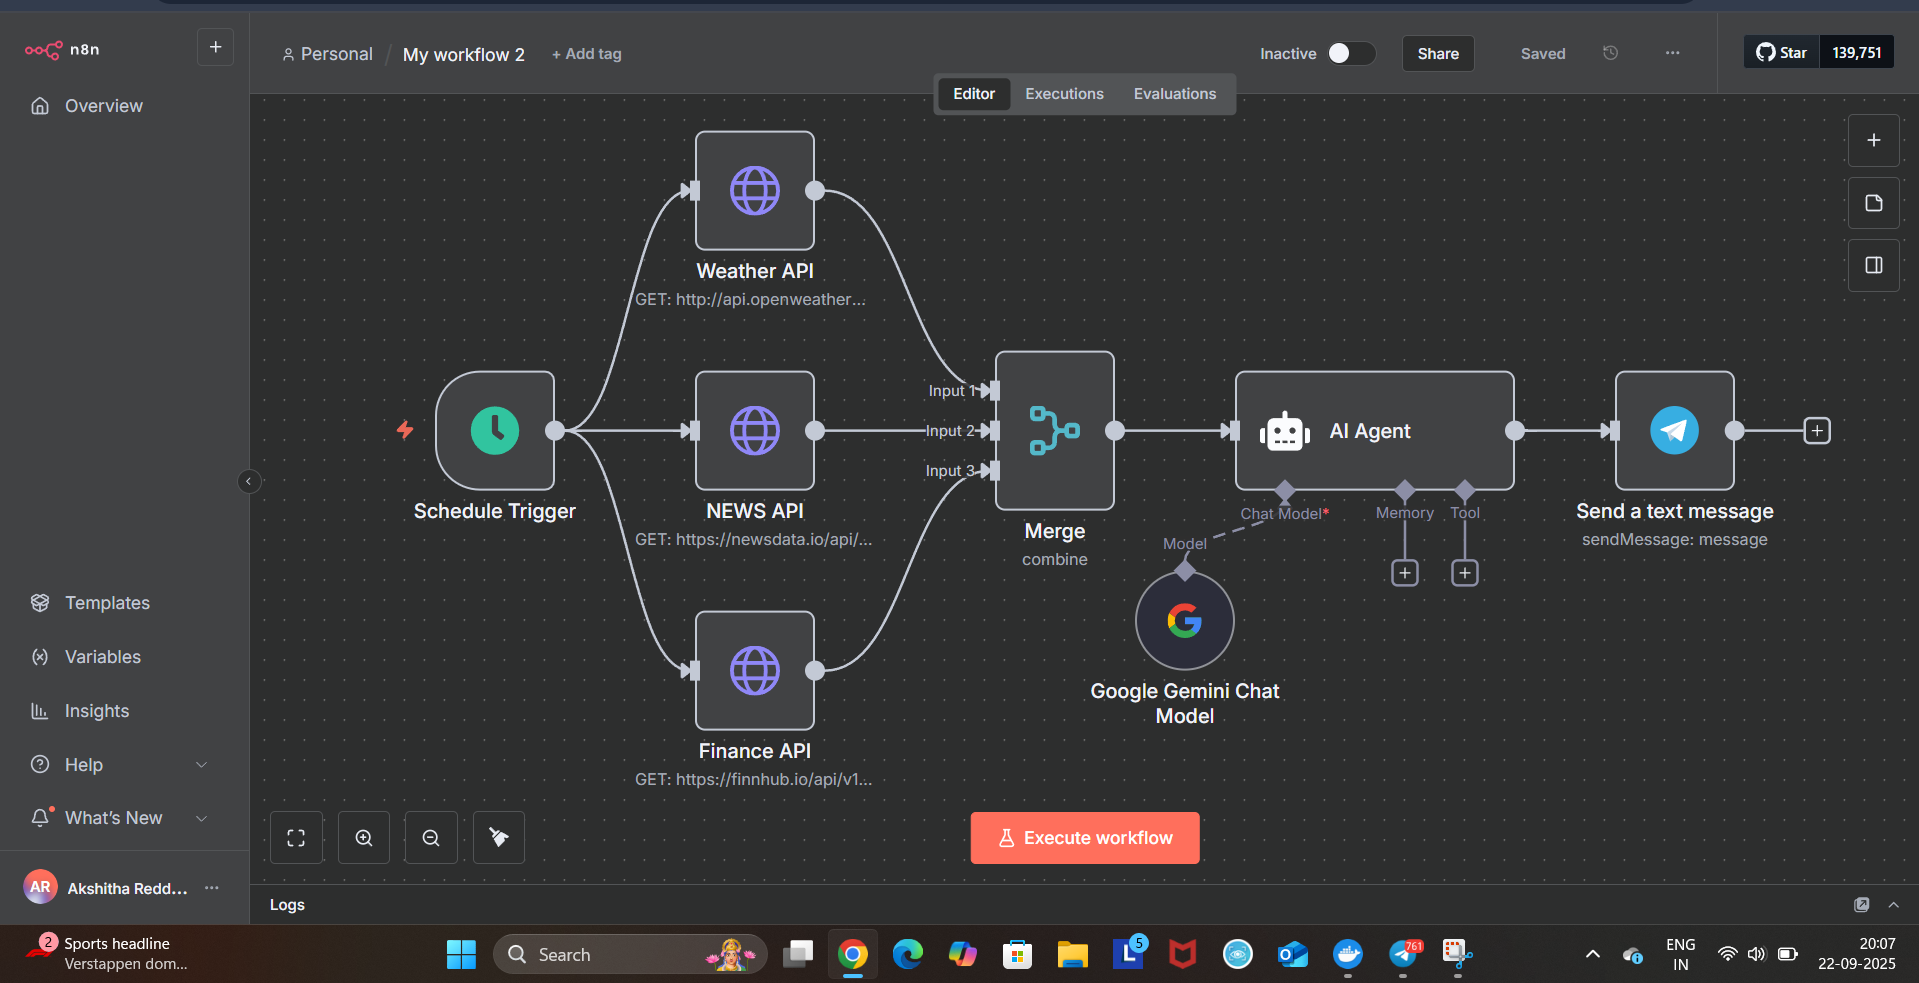 n8n
+
Personal / My workflow 2 + Add tag
Inactive
Share
Saved
...
Star 139,751
Editor Executions Evaluations
Overview
Templates
Variables
Insights
Help
What's New
AR Akshitha Redd... ...
Weather API
GET: http://api.openweather...
Schedule Trigger
NEWS API
GET: https://newsdata.io/api/...
Finance API
GET: https://finnhub.io/api/v1...
Input 1
Input 2
Input 3
Merge
combine
AI Agent
Chat Model*
Memory
Tool
Model
Google Gemini Chat
Model
Send a text message
sendMessage: message
Execute workflow
Logs
2
Sports headline
Verstappen dom...
Search
L
5
761
ENG
IN
20:07
22-09-2025